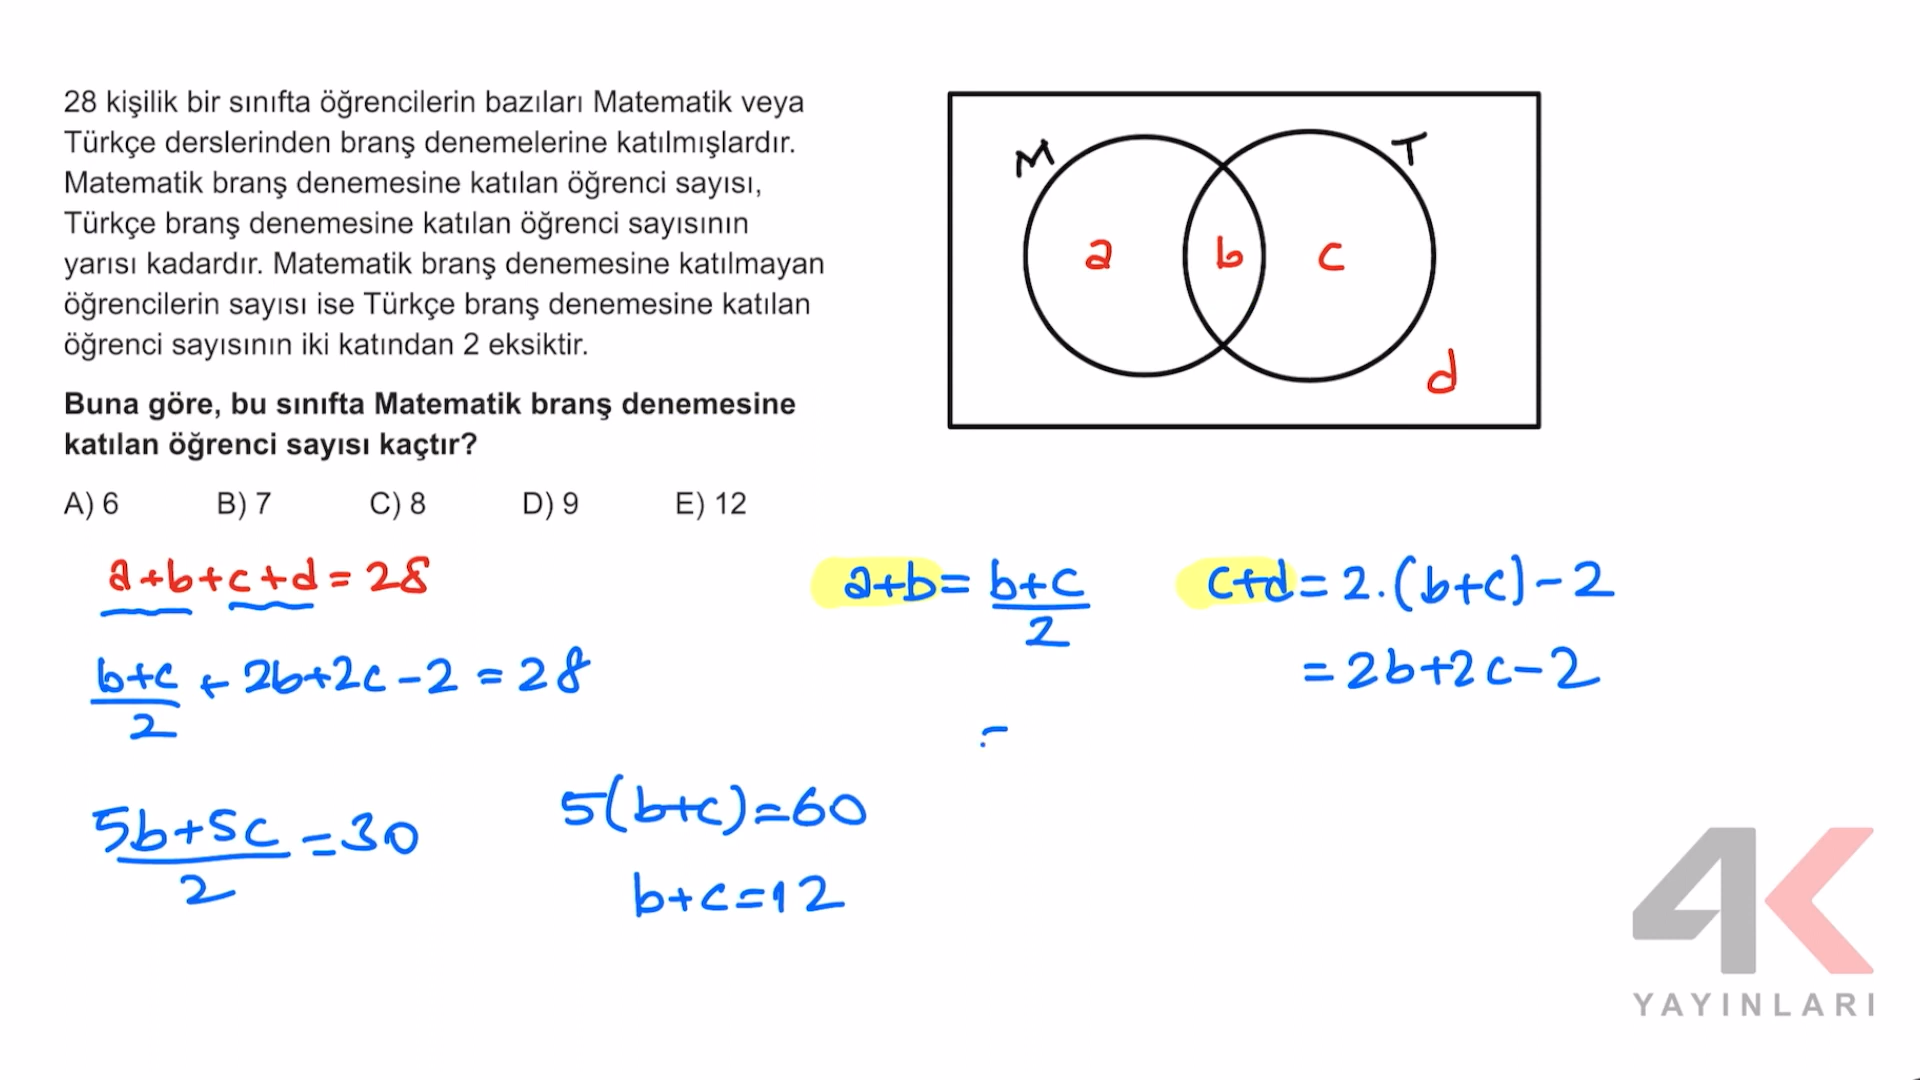 28 kişilik bir sınıfta öğrencilerin bazıları Matematik veya
Türkçe derslerinden branş denemelerine katılmışlardır.
Matematik branş denemesine katılan öğrenci sayısı,
Türkçe branş denemesine katılan öğrenci sayısının
yarısı kadardır. Matematik branş denemesine katılmayan
öğrencilerin sayısı ise Türkçe branş denemesine katılan
öğrenci sayısının iki katından 2 eksiktir.
Buna göre, bu sınıfta Matematik branş denemesine
katılan öğrenci sayısı kaçtır?
A) 6 B) 7 C) 8 D) 9 E) 12
M T
a b c
d
a+b+c+d=28
b+c/2 + 2b+2c-2=28
5b+5c/2 =30
5(b+c)=60
b+c=12
a+b= b+c/2
=
c+d=2.(b+c)-2
=2b+2c-2
4K
YAYINLARI